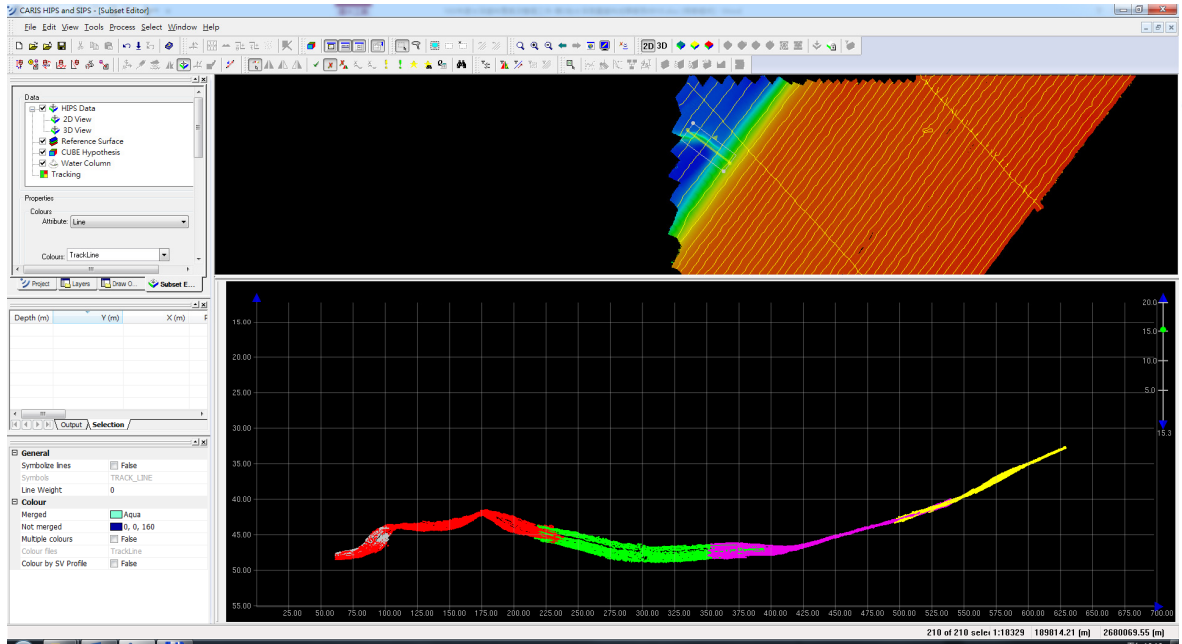 CARIS HIPS and SIPS - [Subset Editor]
File Edit View Tools Process Select Window Help
2D 3D
Data
HIPS Data
2D View
3D View
Reference Surface
CUBE Hypothesis
Water Column
Tracking
Properties
Colours
Attribute: Line
Colours: TrackLine
Project Layers Draw O... Subset E...
Depth (m) Y (m) X (m)
Output Selection
General
Symbolize lines False
Symbols TRACK_LINE
Line Weight 0
Colour
Merged Aqua
Not merged 0, 0, 160
Multiple colours False
Colour files TrackLine
Colour by SV Profile False
15.00
20.00
25.00
30.00
35.00
40.00
45.00
50.00
55.00
25.00 50.00 75.00 100.00 125.00 150.00 175.00 200.00 225.00 250.00 275.00 300.00 325.00 350.00 375.00 400.00 425.00 450.00 475.00 500.00 525.00 550.00 575.00 600.00 625.00 650.00 675.00 700.00
20.0
15.0
10.0
5.0
15.3
210 of 210 selec 1:18329 189814.21 (m) 2680069.55 (m)